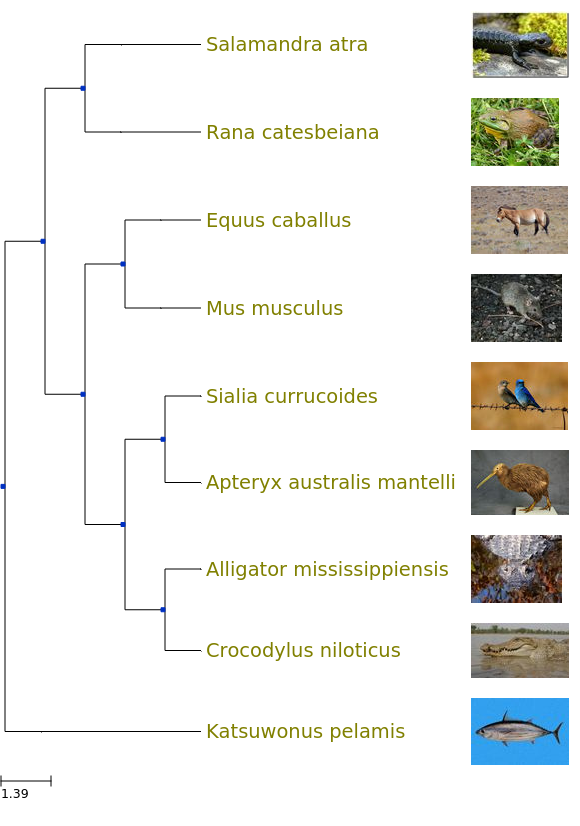 Salamandra atra
Rana catesbeiana
Equus caballus
Mus musculus
Sialia currucoides
Apteryx australis mantelli
Alligator mississippiensis
Crocodylus niloticus
Katsuwonus pelamis
1.39